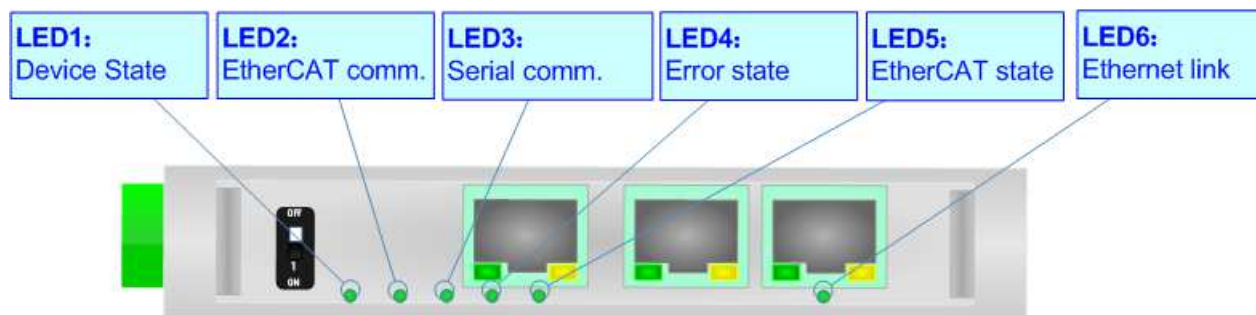 LED1:
Device State
LED2:
EtherCAT comm.
LED3:
Serial comm.
LED4:
Error state
LED5:
EtherCAT state
LED6:
Ethernet link
OFF
1
ON